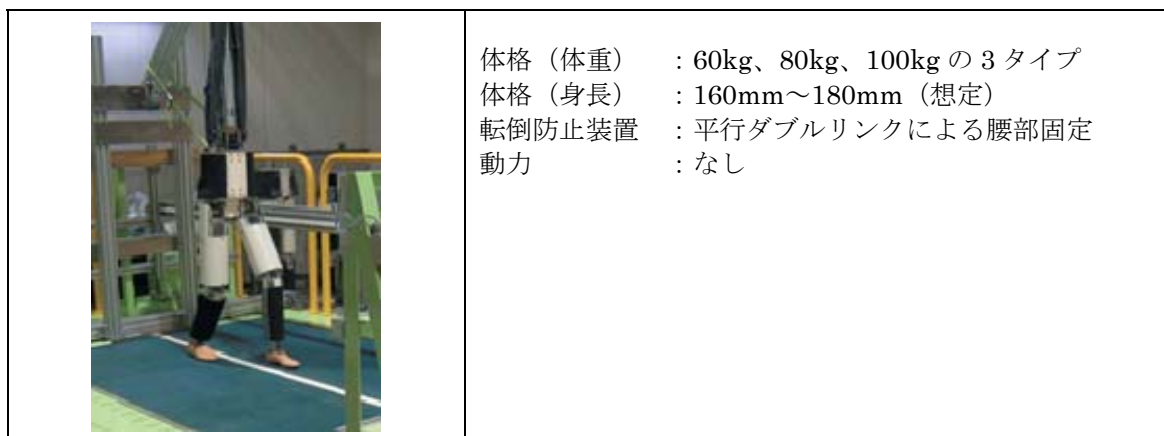 体格（体重）　：60kg、80kg、100kg の 3 タイプ
体格（身長）　：160mm～180mm（想定）
転倒防止装置　：平行ダブルリンクによる腰部固定
動力　　　　　：なし